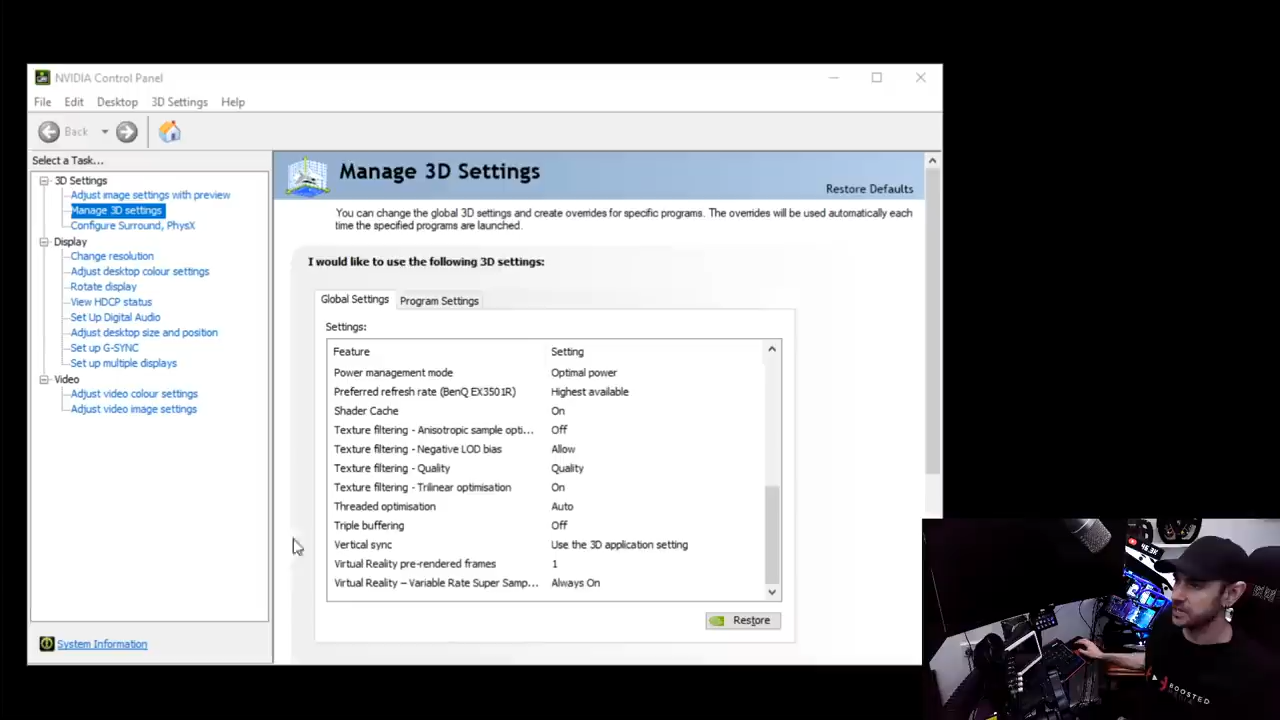 NVIDIA Control Panel
File Edit Desktop 3D Settings Help
Back
Select a Task...
3D Settings
Adjust image settings with preview
Manage 3D settings
Configure Surround, PhysX
Display
Change resolution
Adjust desktop colour settings
Rotate display
View HDCP status
Set Up Digital Audio
Adjust desktop size and position
Set up G-SYNC
Set up multiple displays
Video
Adjust video colour settings
Adjust video image settings
System Information
Manage 3D Settings
Restore Defaults
You can change the global 3D settings and create overrides for specific programs. The overrides will be used automatically each
time the specified programs are launched.
I would like to use the following 3D settings:
Global Settings Program Settings
Settings:
Feature Setting
Power management mode Optimal power
Preferred refresh rate (BenQ EX3501R) Highest available
Shader Cache On
Texture filtering - Anisotropic sample opti... Off
Texture filtering - Negative LOD bias Allow
Texture filtering - Quality Quality
Texture filtering - Trilinear optimisation On
Threaded optimisation Auto
Triple buffering Off
Vertical sync Use the 3D application setting
Virtual Reality pre-rendered frames 1
Virtual Reality – Variable Rate Super Samp... Always On
Restore
46.3K
BOOSTED